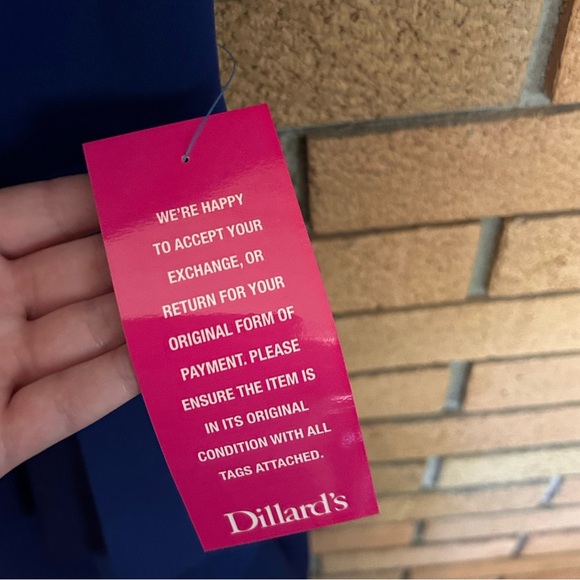 WE'RE HAPPY
TO ACCEPT YOUR
EXCHANGE, OR
RETURN FOR YOUR
ORIGINAL FORM OF
PAYMENT. PLEASE
ENSURE THE ITEM IS
IN ITS ORIGINAL
CONDITION WITH ALL
TAGS ATTACHED.
Dillard's